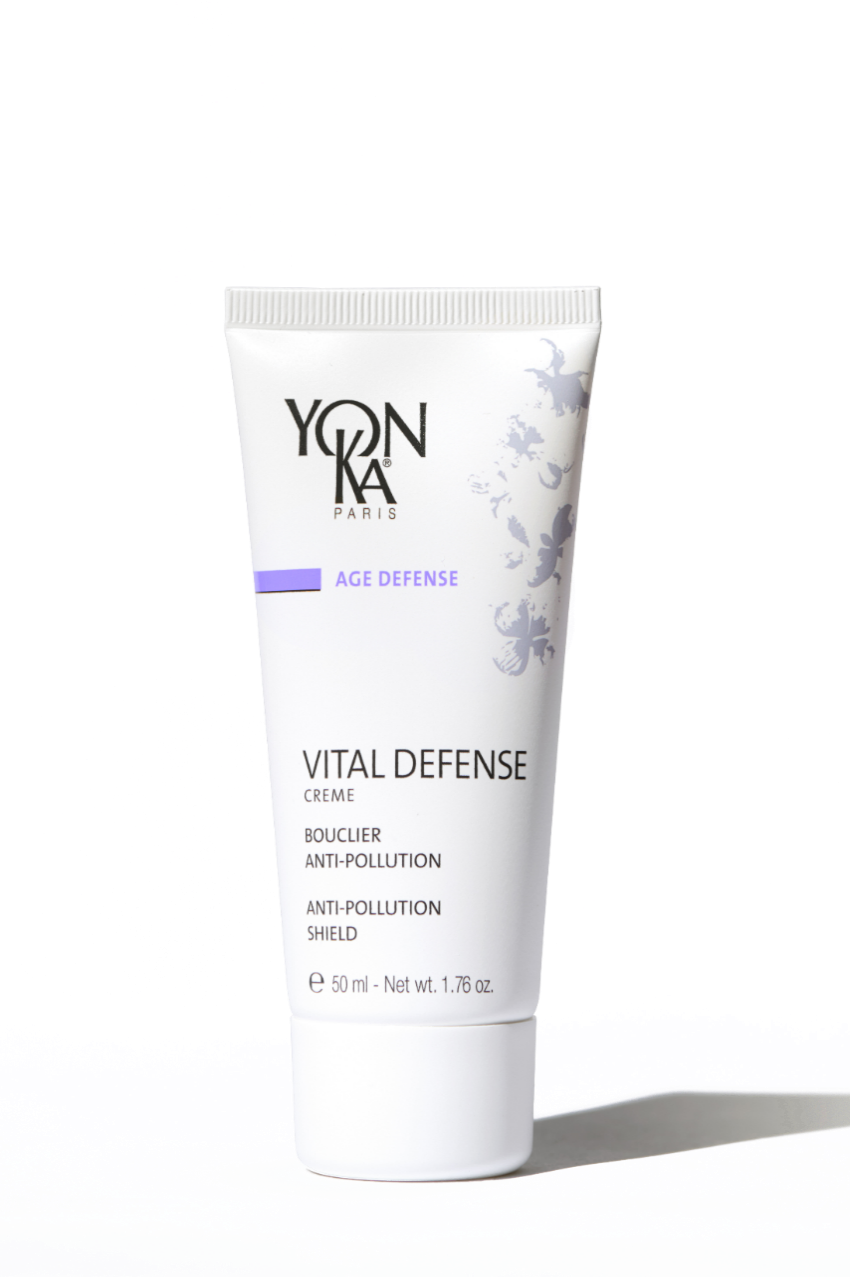 YON
KA®
PARIS
AGE DEFENSE
VITAL DEFENSE
CREME
BOUCLIER
ANTI-POLLUTION
ANTI-POLLUTION
SHIELD
℮ 50 ml - Net wt. 1.76 oz.